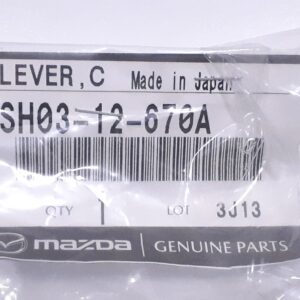 LEVER,C Made in Japan
SH03-12-670A
QTY 1 LOT 3J13
mazda GENUINE PARTS